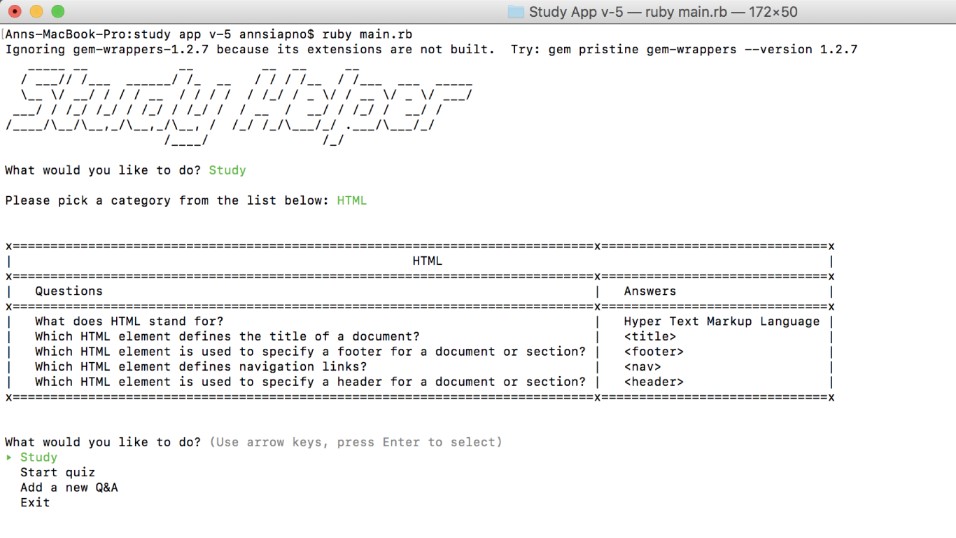 Study App v-5 — ruby main.rb — 172×50
Anns-MacBook-Pro:study app v-5 annsiapno$ ruby main.rb
Ignoring gem-wrappers-1.2.7 because its extensions are not built.  Try: gem pristine gem-wrappers --version 1.2.7
Study Helper
What would you like to do? Study
Please pick a category from the list below: HTML
HTML
Questions Answers
What does HTML stand for? Hyper Text Markup Language
Which HTML element defines the title of a document? <title>
Which HTML element is used to specify a footer for a document or section? <footer>
Which HTML element defines navigation links? <nav>
Which HTML element is used to specify a header for a document or section? <header>
What would you like to do? (Use arrow keys, press Enter to select)
‣ Study
Start quiz
Add a new Q&A
Exit